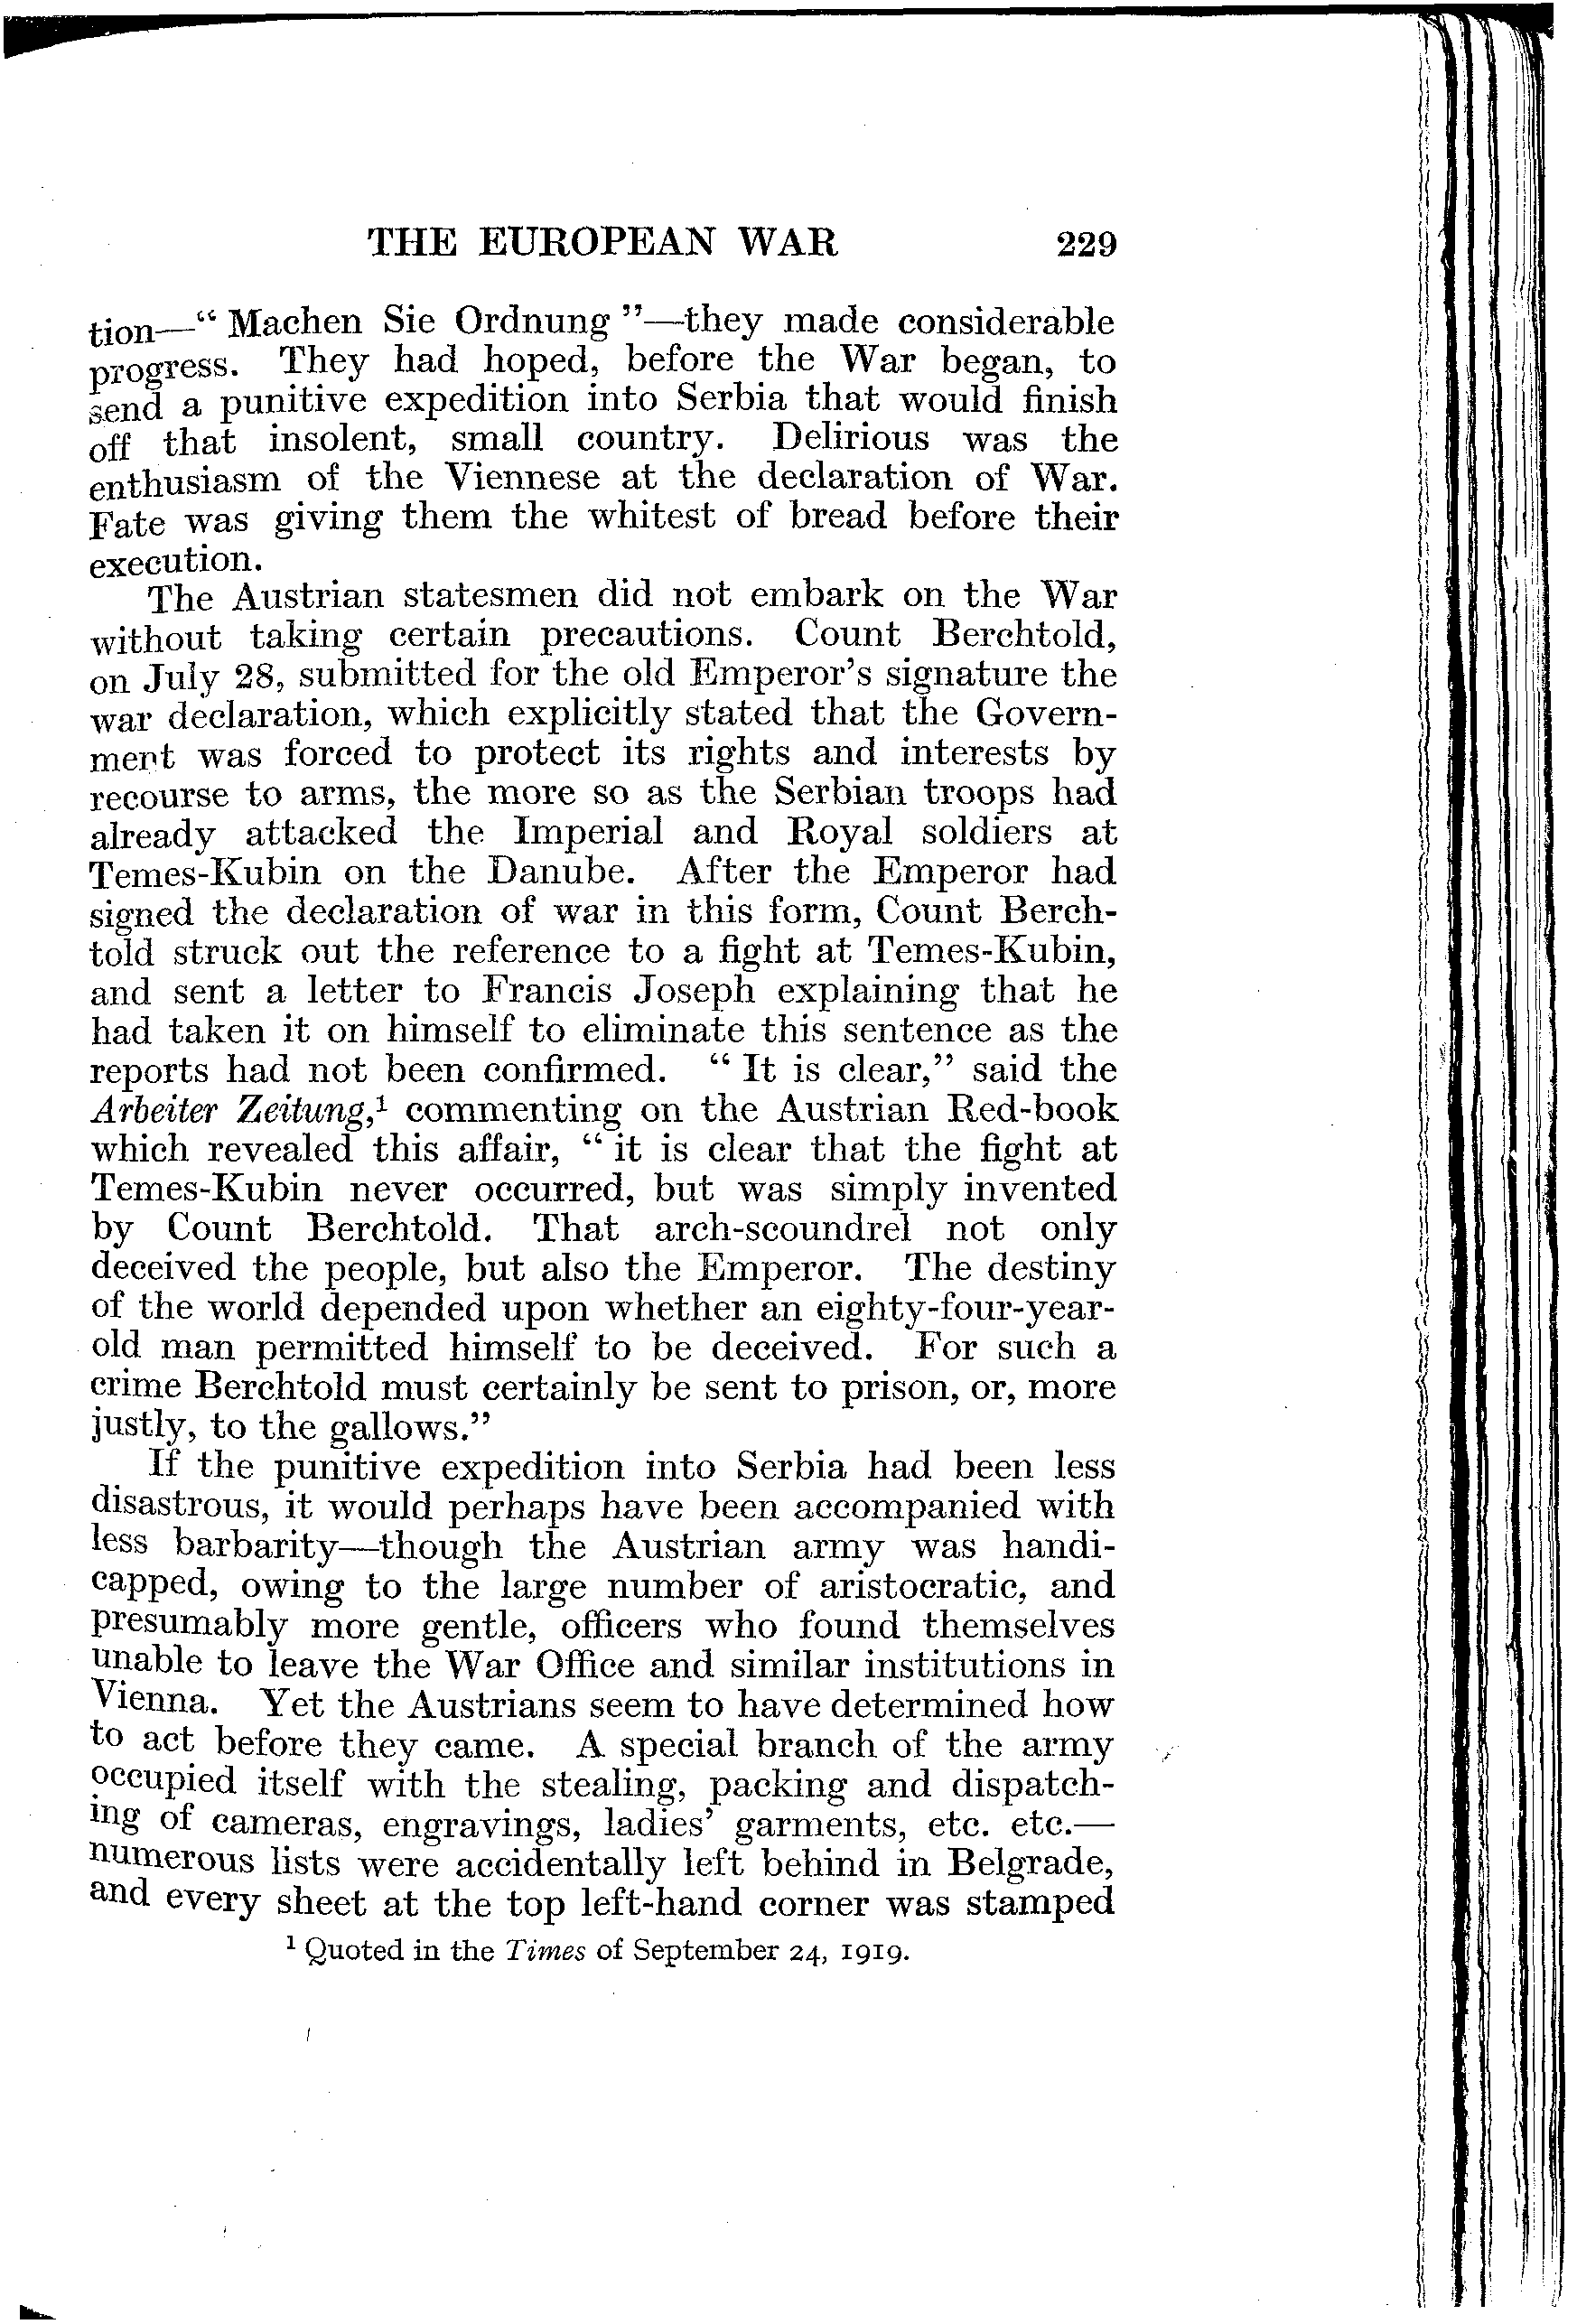 THE EUROPEAN WAR 229
tion—“ Machen Sie Ordnung ”—they made considerable
progress. They had hoped, before the War began, to
send a punitive expedition into Serbia that would finish
off that insolent, small country. Delirious was the
enthusiasm of the Viennese at the declaration of War.
Fate was giving them the whitest of bread before their
execution.
The Austrian statesmen did not embark on the War
without taking certain precautions. Count Berchtold,
on July 28, submitted for the old Emperor’s signature the
war declaration, which explicitly stated that the Govern-
ment was forced to protect its rights and interests by
recourse to arms, the more so as the Serbian troops had
already attacked the Imperial and Royal soldiers at
Temes-Kubin on the Danube. After the Emperor had
signed the declaration of war in this form, Count Berch-
told struck out the reference to a fight at Temes-Kubin,
and sent a letter to Francis Joseph explaining that he
had taken it on himself to eliminate this sentence as the
reports had not been confirmed. “ It is clear,” said the
Arbeiter Zeitung,¹ commenting on the Austrian Red-book
which revealed this affair, “ it is clear that the fight at
Temes-Kubin never occurred, but was simply invented
by Count Berchtold. That arch-scoundrel not only
deceived the people, but also the Emperor. The destiny
of the world depended upon whether an eighty-four-year-
old man permitted himself to be deceived. For such a
crime Berchtold must certainly be sent to prison, or, more
justly, to the gallows.”
If the punitive expedition into Serbia had been less
disastrous, it would perhaps have been accompanied with
less barbarity—though the Austrian army was handi-
capped, owing to the large number of aristocratic, and
presumably more gentle, officers who found themselves
unable to leave the War Office and similar institutions in
Vienna. Yet the Austrians seem to have determined how
to act before they came. A special branch of the army
occupied itself with the stealing, packing and dispatch-
ing of cameras, engravings, ladies’ garments, etc. etc.—
numerous lists were accidentally left behind in Belgrade,
and every sheet at the top left-hand corner was stamped
¹ Quoted in the Times of September 24, 1919.